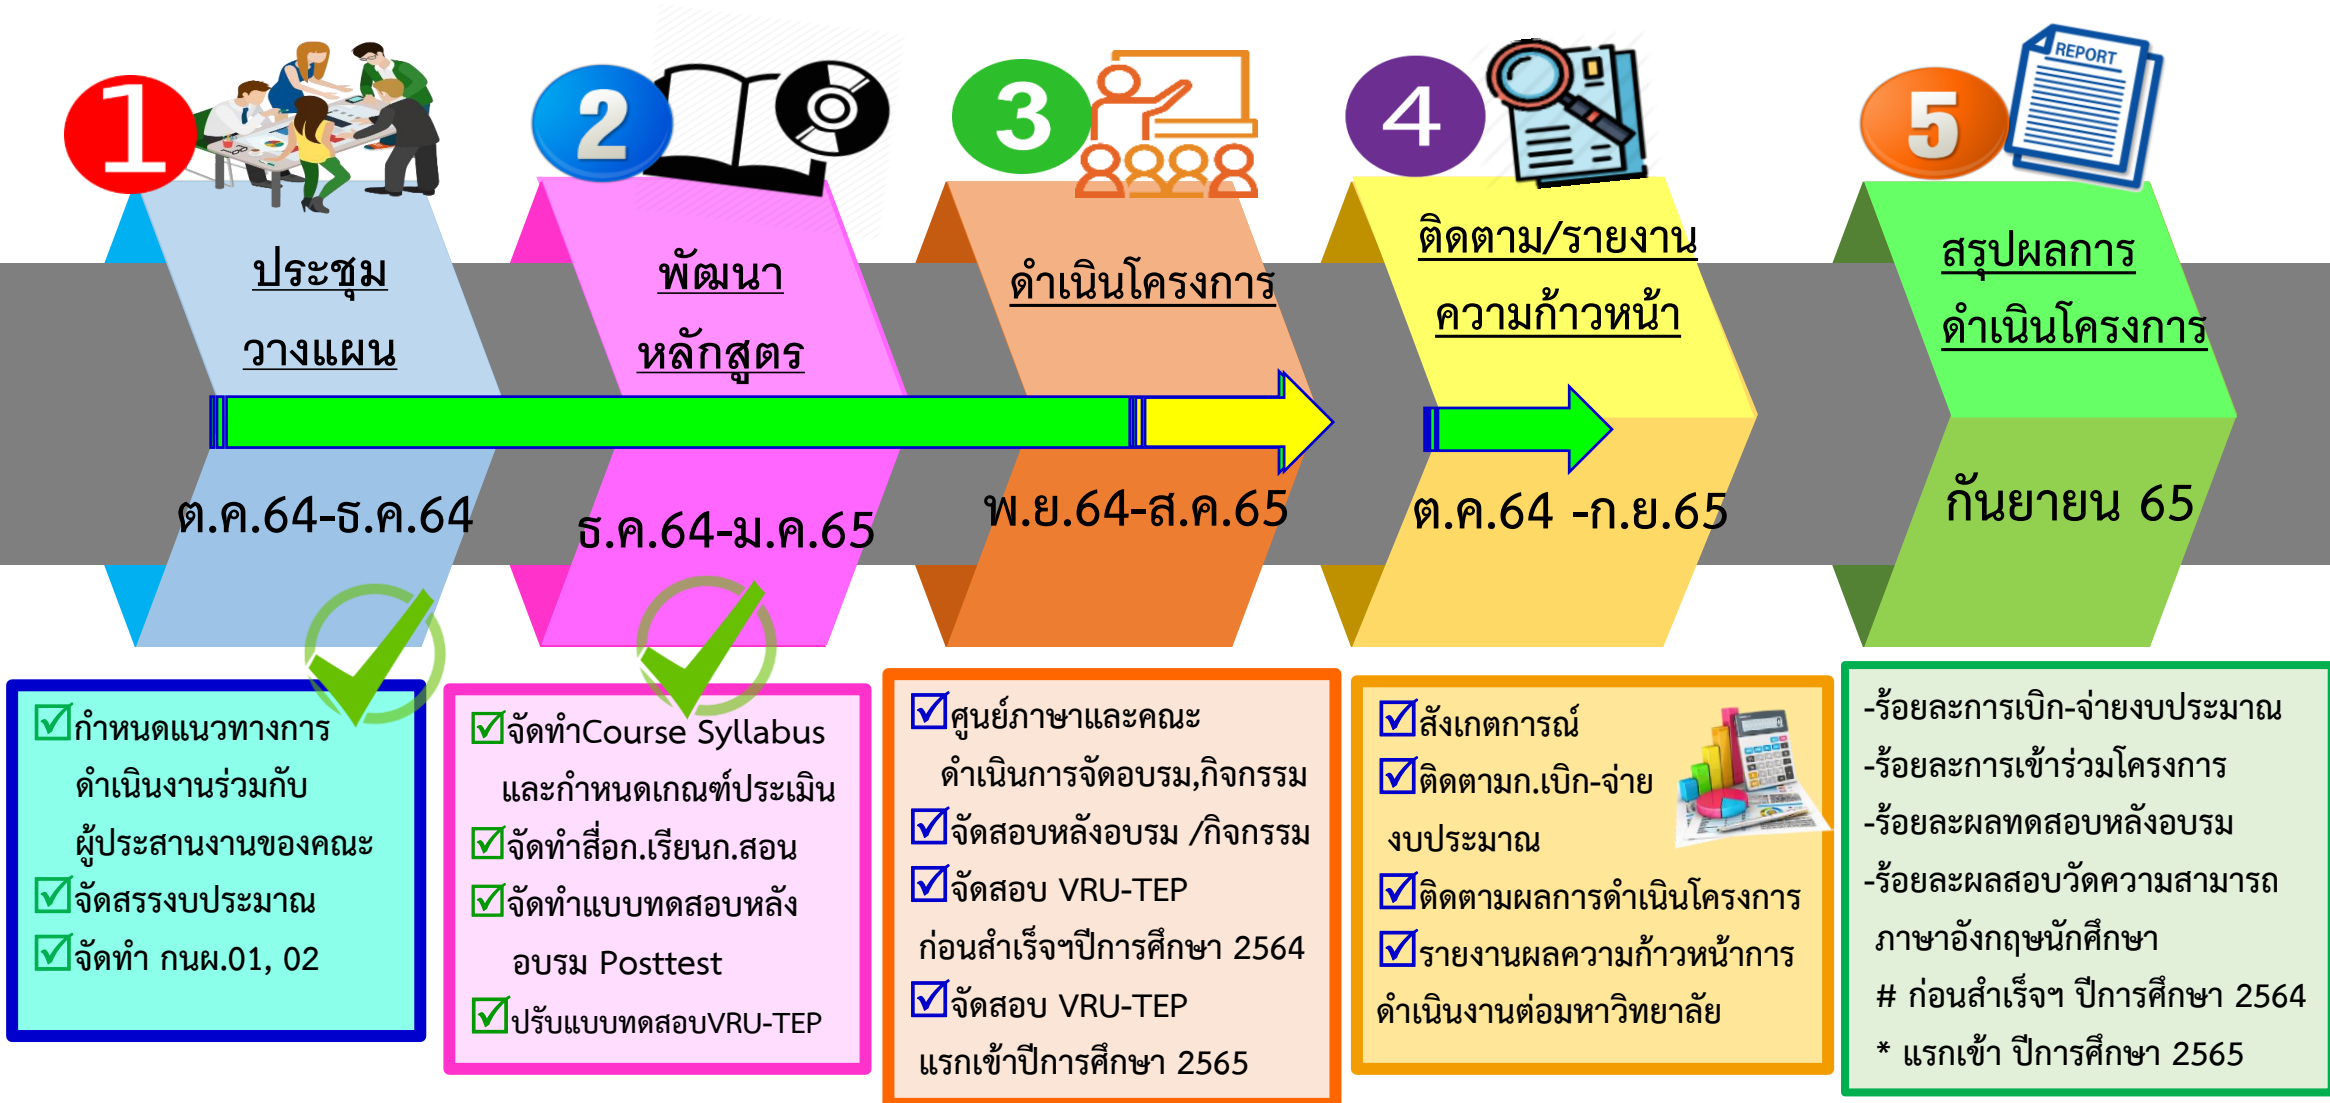 1
ประชุม
วางแผน
ต.ค.64-ธ.ค.64
กำหนดแนวทางการ
ดำเนินงานร่วมกับ
ผู้ประสานงานของคณะ
จัดสรรงบประมาณ
จัดทำ กนผ.01, 02
2
พัฒนา
หลักสูตร
ธ.ค.64-ม.ค.65
จัดทำCourse Syllabus
และกำหนดเกณฑ์ประเมิน
จัดทำสื่อก.เรียนก.สอน
จัดทำแบบทดสอบหลัง
อบรม Posttest
ปรับแบบทดสอบVRU-TEP
3
ดำเนินโครงการ
พ.ย.64-ส.ค.65
ศูนย์ภาษาและคณะ
ดำเนินการจัดอบรม,กิจกรรม
จัดสอบหลังอบรม /กิจกรรม
จัดสอบ VRU-TEP
ก่อนสำเร็จฯปีการศึกษา 2564
จัดสอบ VRU-TEP
แรกเข้าปีการศึกษา 2565
4
ติดตาม/รายงาน
ความก้าวหน้า
ต.ค.64 -ก.ย.65
สังเกตการณ์
ติดตามก.เบิก-จ่าย
งบประมาณ
ติดตามผลการดำเนินโครงการ
รายงานผลความก้าวหน้าการ
ดำเนินงานต่อมหาวิทยาลัย
5
REPORT
สรุปผลการ
ดำเนินโครงการ
กันยายน 65
-ร้อยละการเบิก-จ่ายงบประมาณ
-ร้อยละการเข้าร่วมโครงการ
-ร้อยละผลทดสอบหลังอบรม
-ร้อยละผลสอบวัดความสามารถ
ภาษาอังกฤษนักศึกษา
# ก่อนสำเร็จฯ ปีการศึกษา 2564
* แรกเข้า ปีการศึกษา 2565